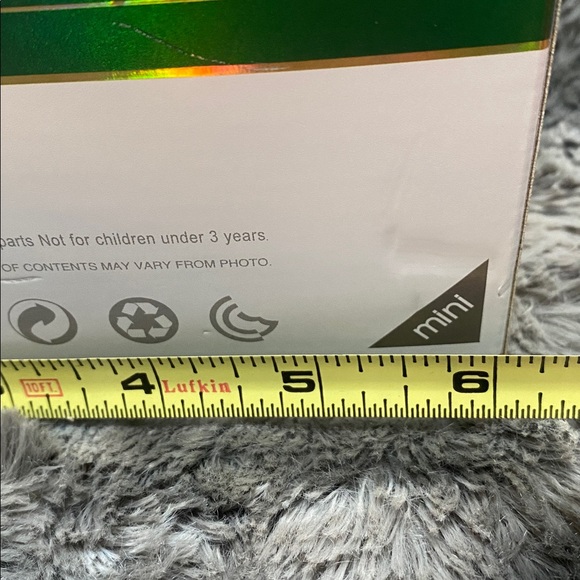 parts Not for children under 3 years.
OF CONTENTS MAY VARY FROM PHOTO.
mini
10FT. 4 Lufkin 5 6